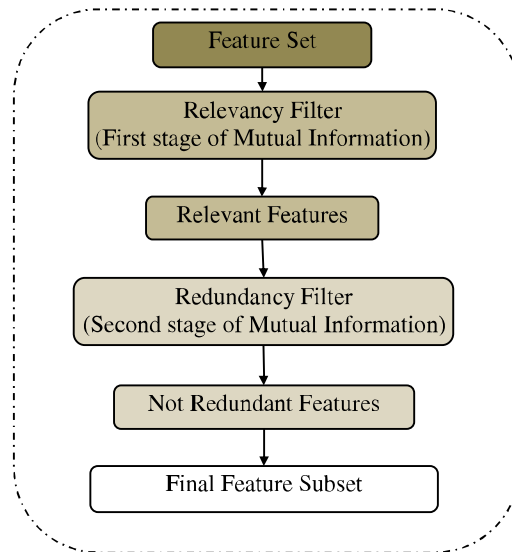 Feature Set
Relevancy Filter
(First stage of Mutual Information)
Relevant Features
Redundancy Filter
(Second stage of Mutual Information)
Not Redundant Features
Final Feature Subset